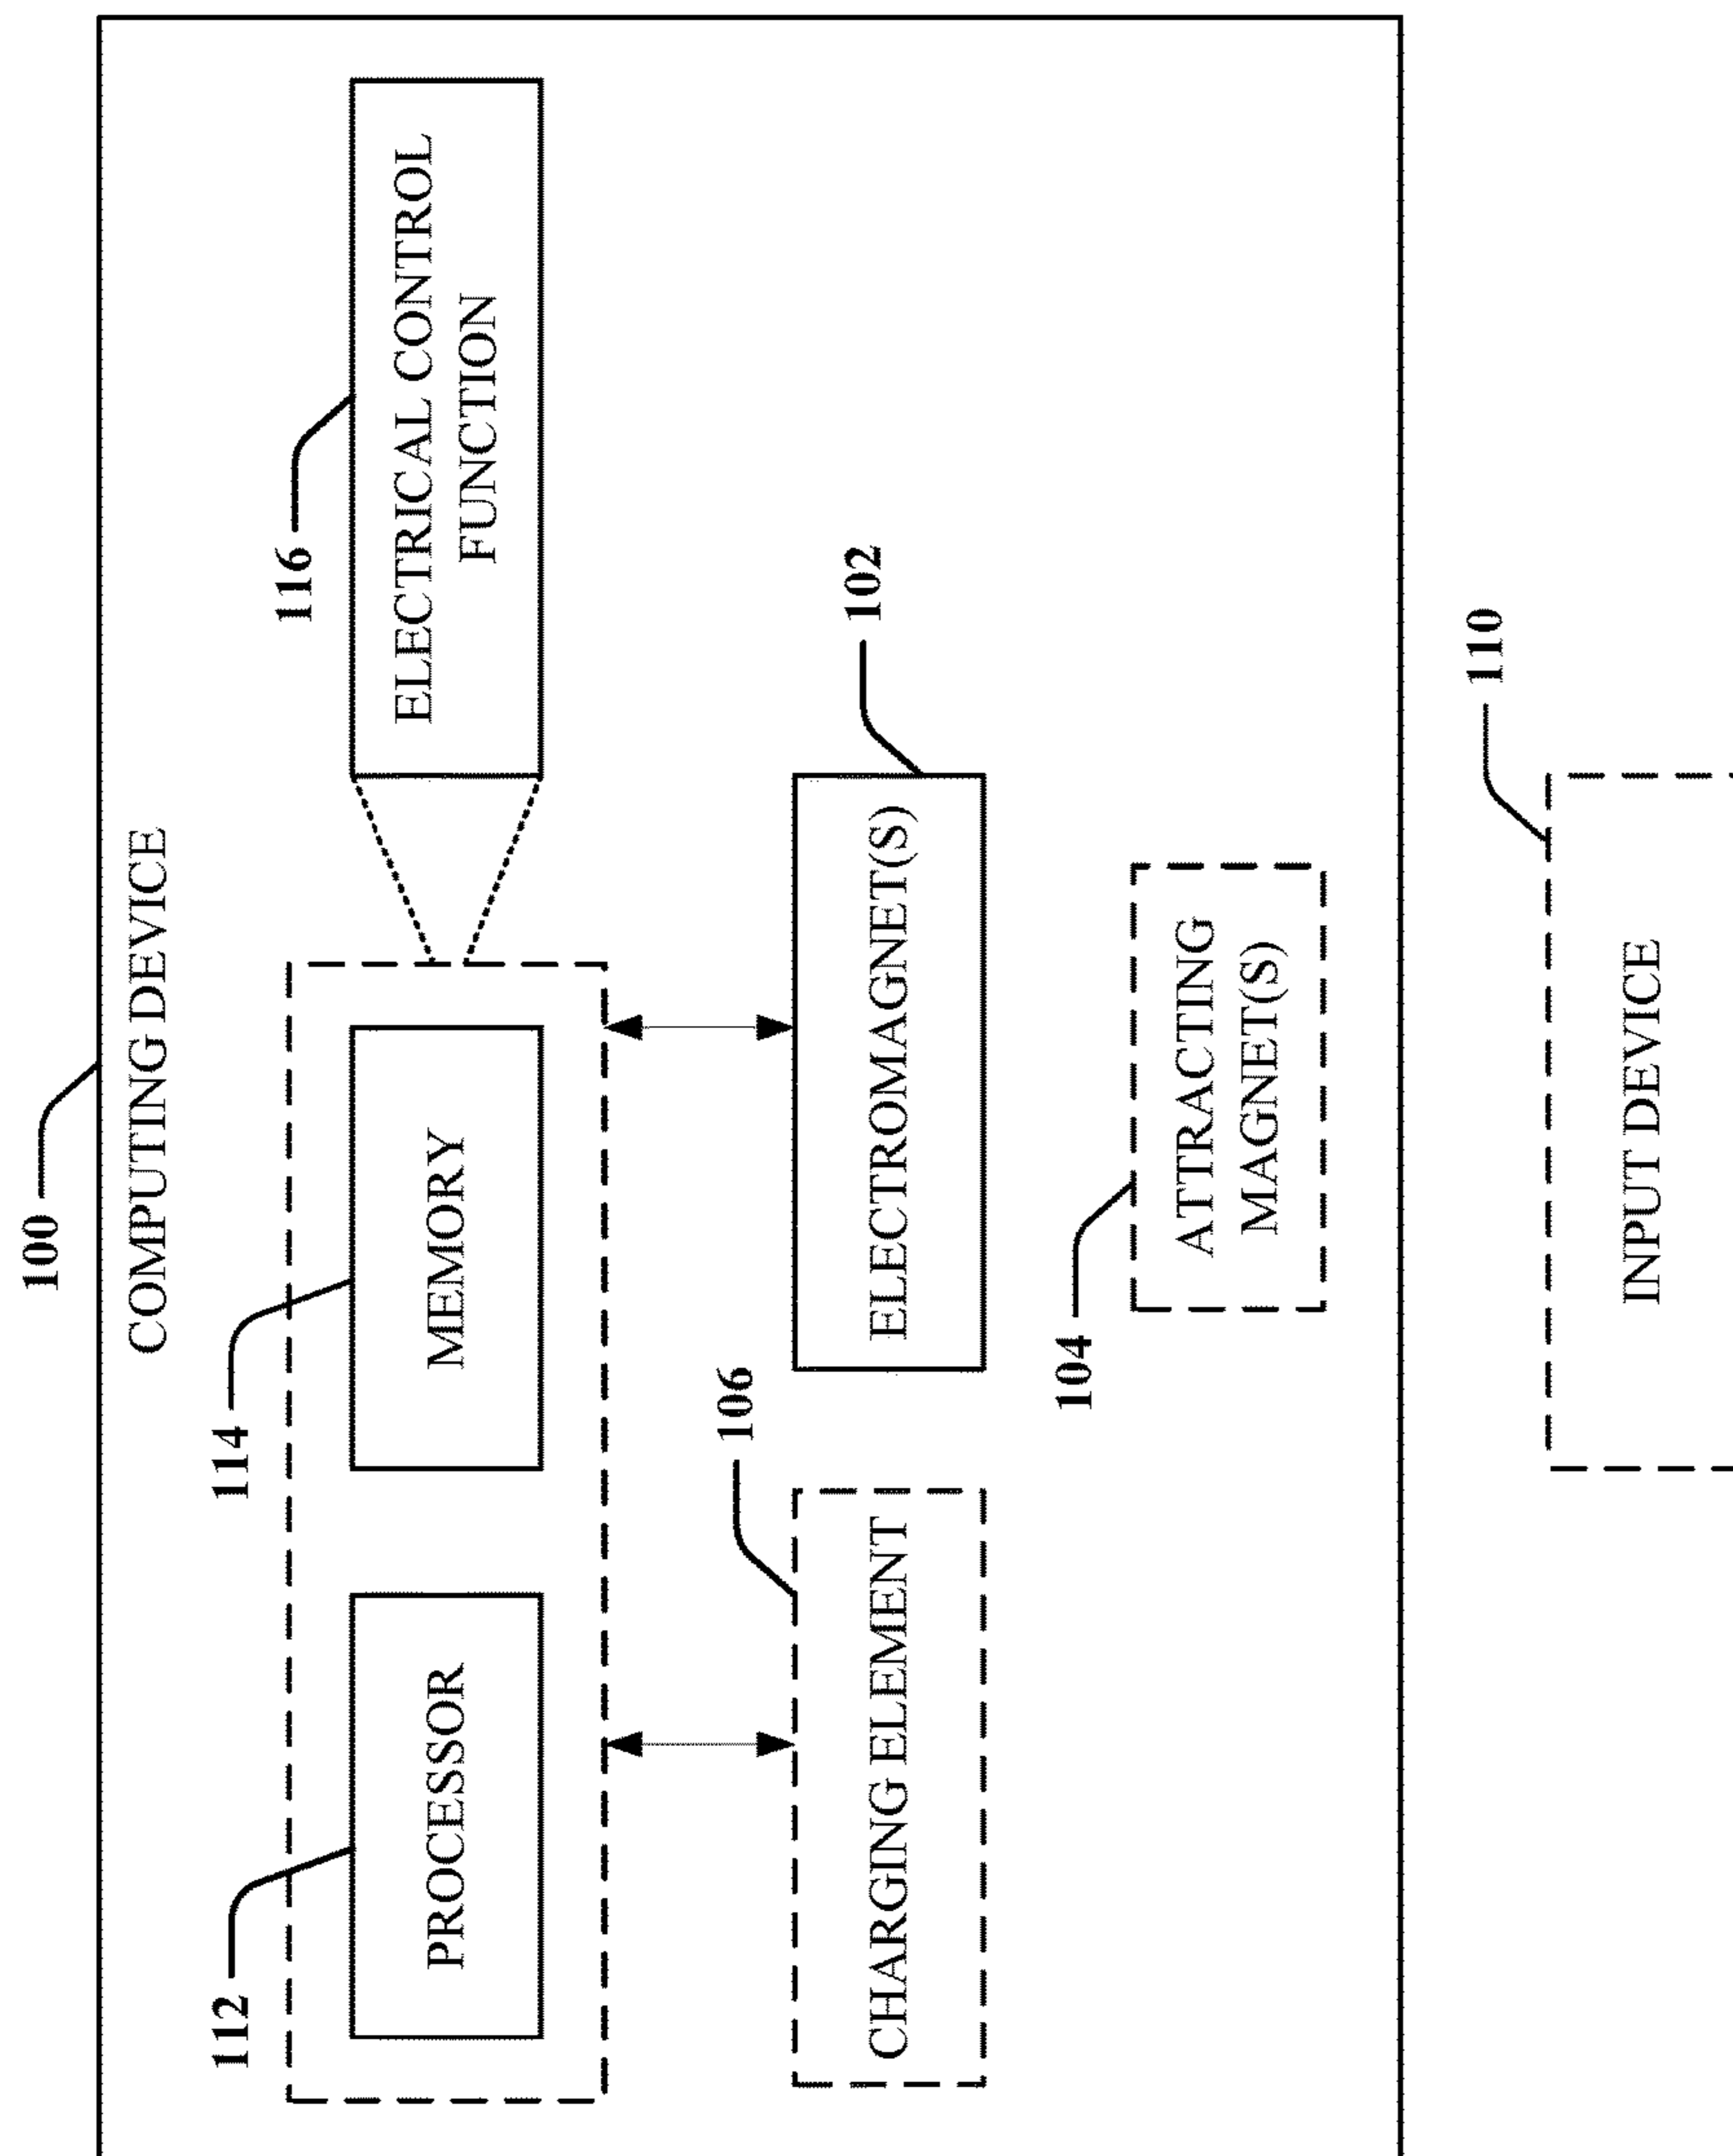 100
COMPUTING DEVICE
112
114
116
PROCESSOR
MEMORY
ELECTRICAL CONTROL
FUNCTION
106
102
CHARGING ELEMENT
ELECTROMAGNET(S)
104
ATTRACTING
MAGNET(S)
110
INPUT DEVICE